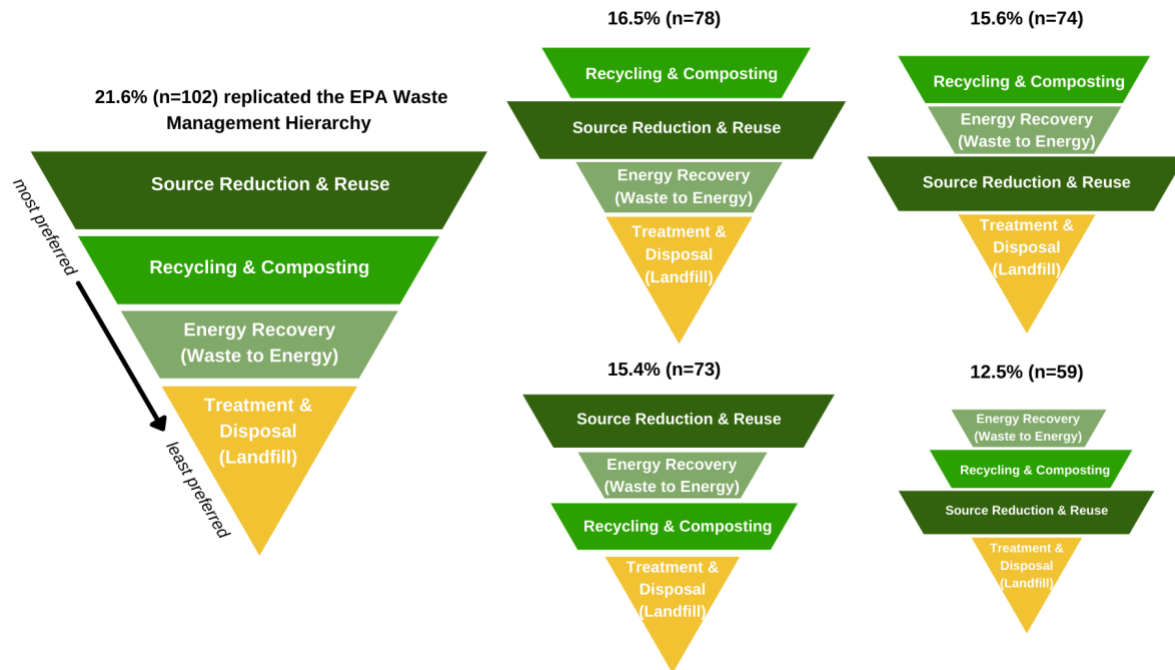 21.6% (n=102) replicated the EPA Waste
Management Hierarchy
most preferred
least preferred
Source Reduction & Reuse
Recycling & Composting
Energy Recovery
(Waste to Energy)
Treatment &
Disposal
(Landfill)
16.5% (n=78)
Recycling & Composting
Source Reduction & Reuse
Energy Recovery
(Waste to Energy)
Treatment &
Disposal
(Landfill)
15.6% (n=74)
Recycling & Composting
Energy Recovery
(Waste to Energy)
Source Reduction & Reuse
Treatment &
Disposal
(Landfill)
15.4% (n=73)
Source Reduction & Reuse
Energy Recovery
(Waste to Energy)
Recycling & Composting
Treatment &
Disposal
(Landfill)
12.5% (n=59)
Energy Recovery
(Waste to Energy)
Recycling & Composting
Source Reduction & Reuse
Treatment &
Disposal
(Landfill)